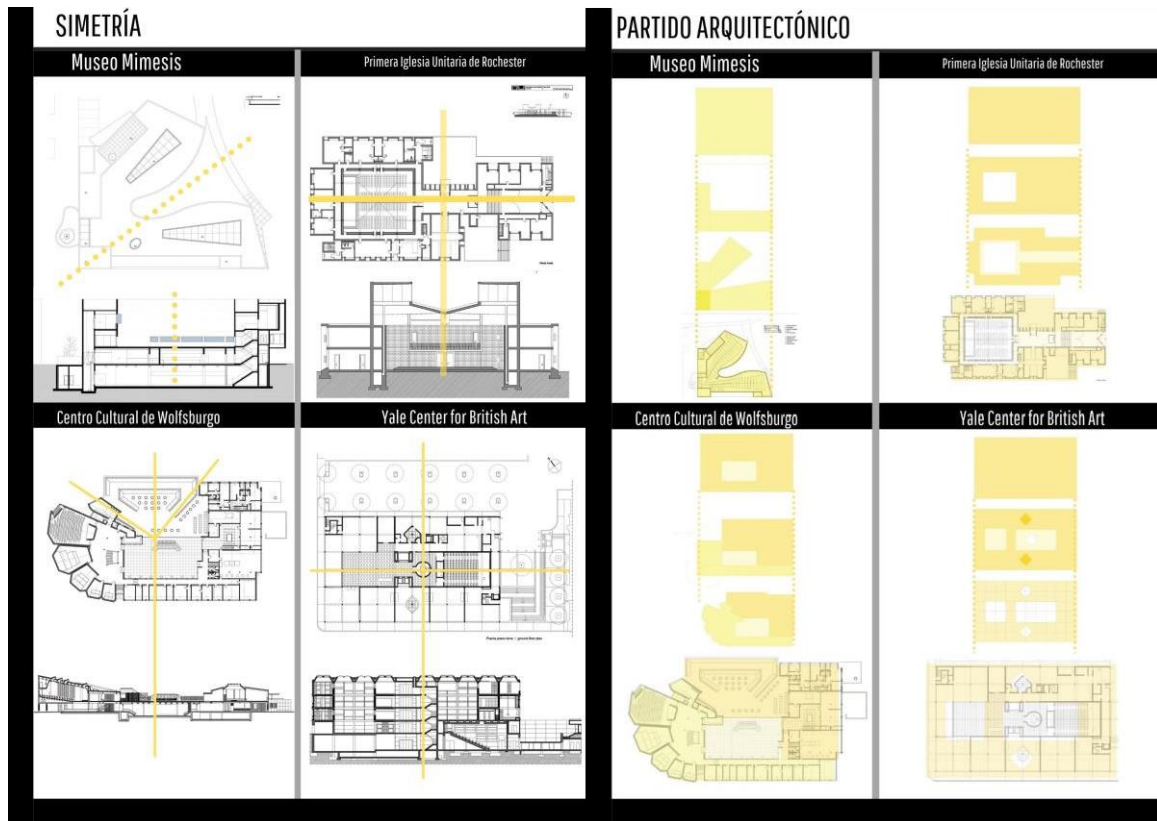 SIMETRÍA
Museo Mimesis
Primera Iglesia Unitaria de Rochester
Centro Cultural de Wolfsburgo
Yale Center for British Art
PARTIDO ARQUITECTÓNICO
Museo Mimesis
Primera Iglesia Unitaria de Rochester
Centro Cultural de Wolfsburgo
Yale Center for British Art